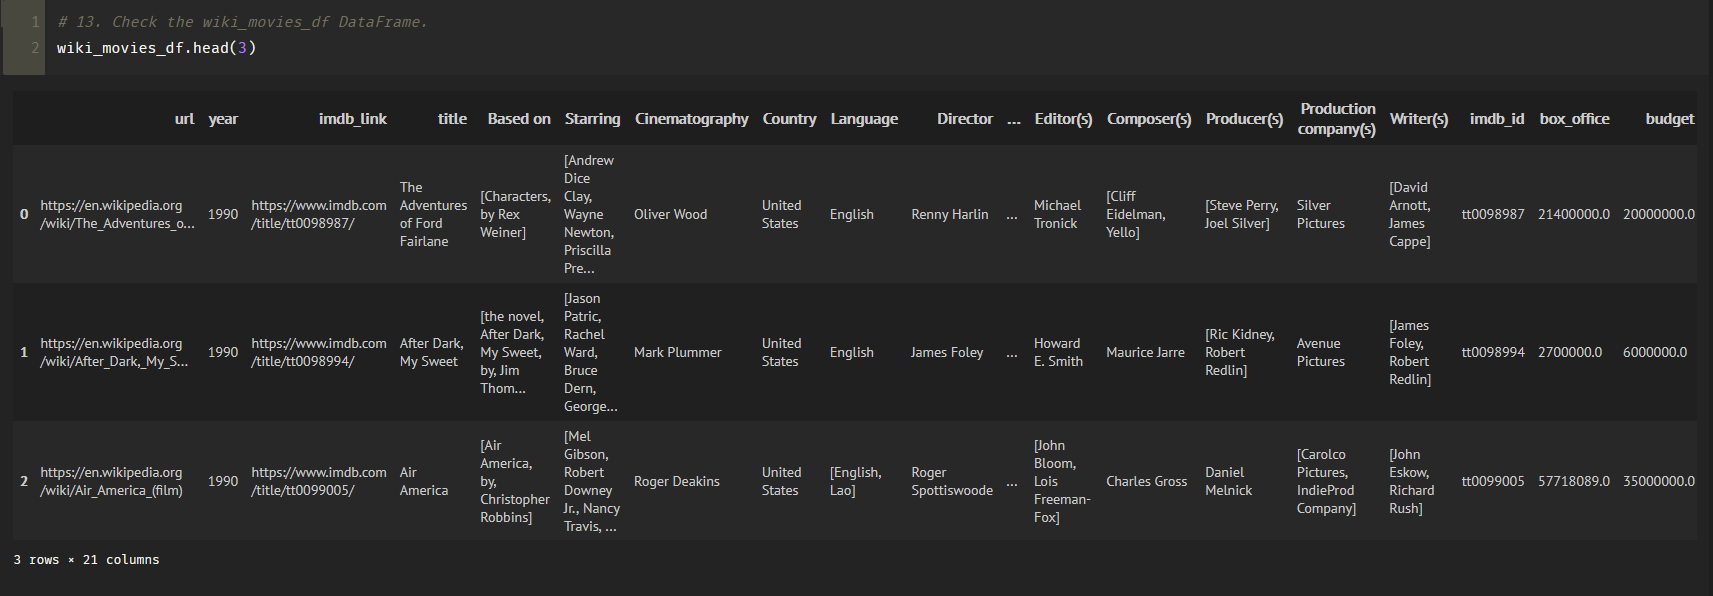 1 # 13. Check the wiki_movies_df DataFrame.
2 wiki_movies_df.head(3)
url year imdb_link title Based on Starring Cinematography Country Language Director ... Editor(s) Composer(s) Producer(s) Production company(s) Writer(s) imdb_id box_office budget
0 https://en.wikipedia.org/wiki/The_Adventures_o... 1990 https://www.imdb.com/title/tt0098987/ The Adventures of Ford Fairlane [Characters, by Rex Weiner] [Andrew Dice Clay, Wayne Newton, Priscilla Pre... Oliver Wood United States English Renny Harlin ... Michael Tronick [Cliff Eidelman, Yello] [Steve Perry, Joel Silver] Silver Pictures [David Arnott, James Cappe] tt0098987 21400000.0 20000000.0
1 https://en.wikipedia.org/wiki/After_Dark,_My_S... 1990 https://www.imdb.com/title/tt0098994/ After Dark, My Sweet [the novel, After Dark, My Sweet, by, Jim Thom... [Jason Patric, Rachel Ward, Bruce Dern, George... Mark Plummer United States English James Foley ... Howard E. Smith Maurice Jarre [Ric Kidney, Robert Redlin] Avenue Pictures [James Foley, Robert Redlin] tt0098994 2700000.0 6000000.0
2 https://en.wikipedia.org/wiki/Air_America_(film) 1990 https://www.imdb.com/title/tt0099005/ Air America [Air America, by, Christopher Robbins] [Mel Gibson, Robert Downey Jr., Nancy Travis, ... Roger Deakins United States [English, Lao] Roger Spottiswoode ... [John Bloom, Lois Freeman-Fox] Charles Gross Daniel Melnick [Carolco Pictures, IndieProd Company] [John Eskow, Richard Rush] tt0099005 57718089.0 35000000.0
3 rows × 21 columns